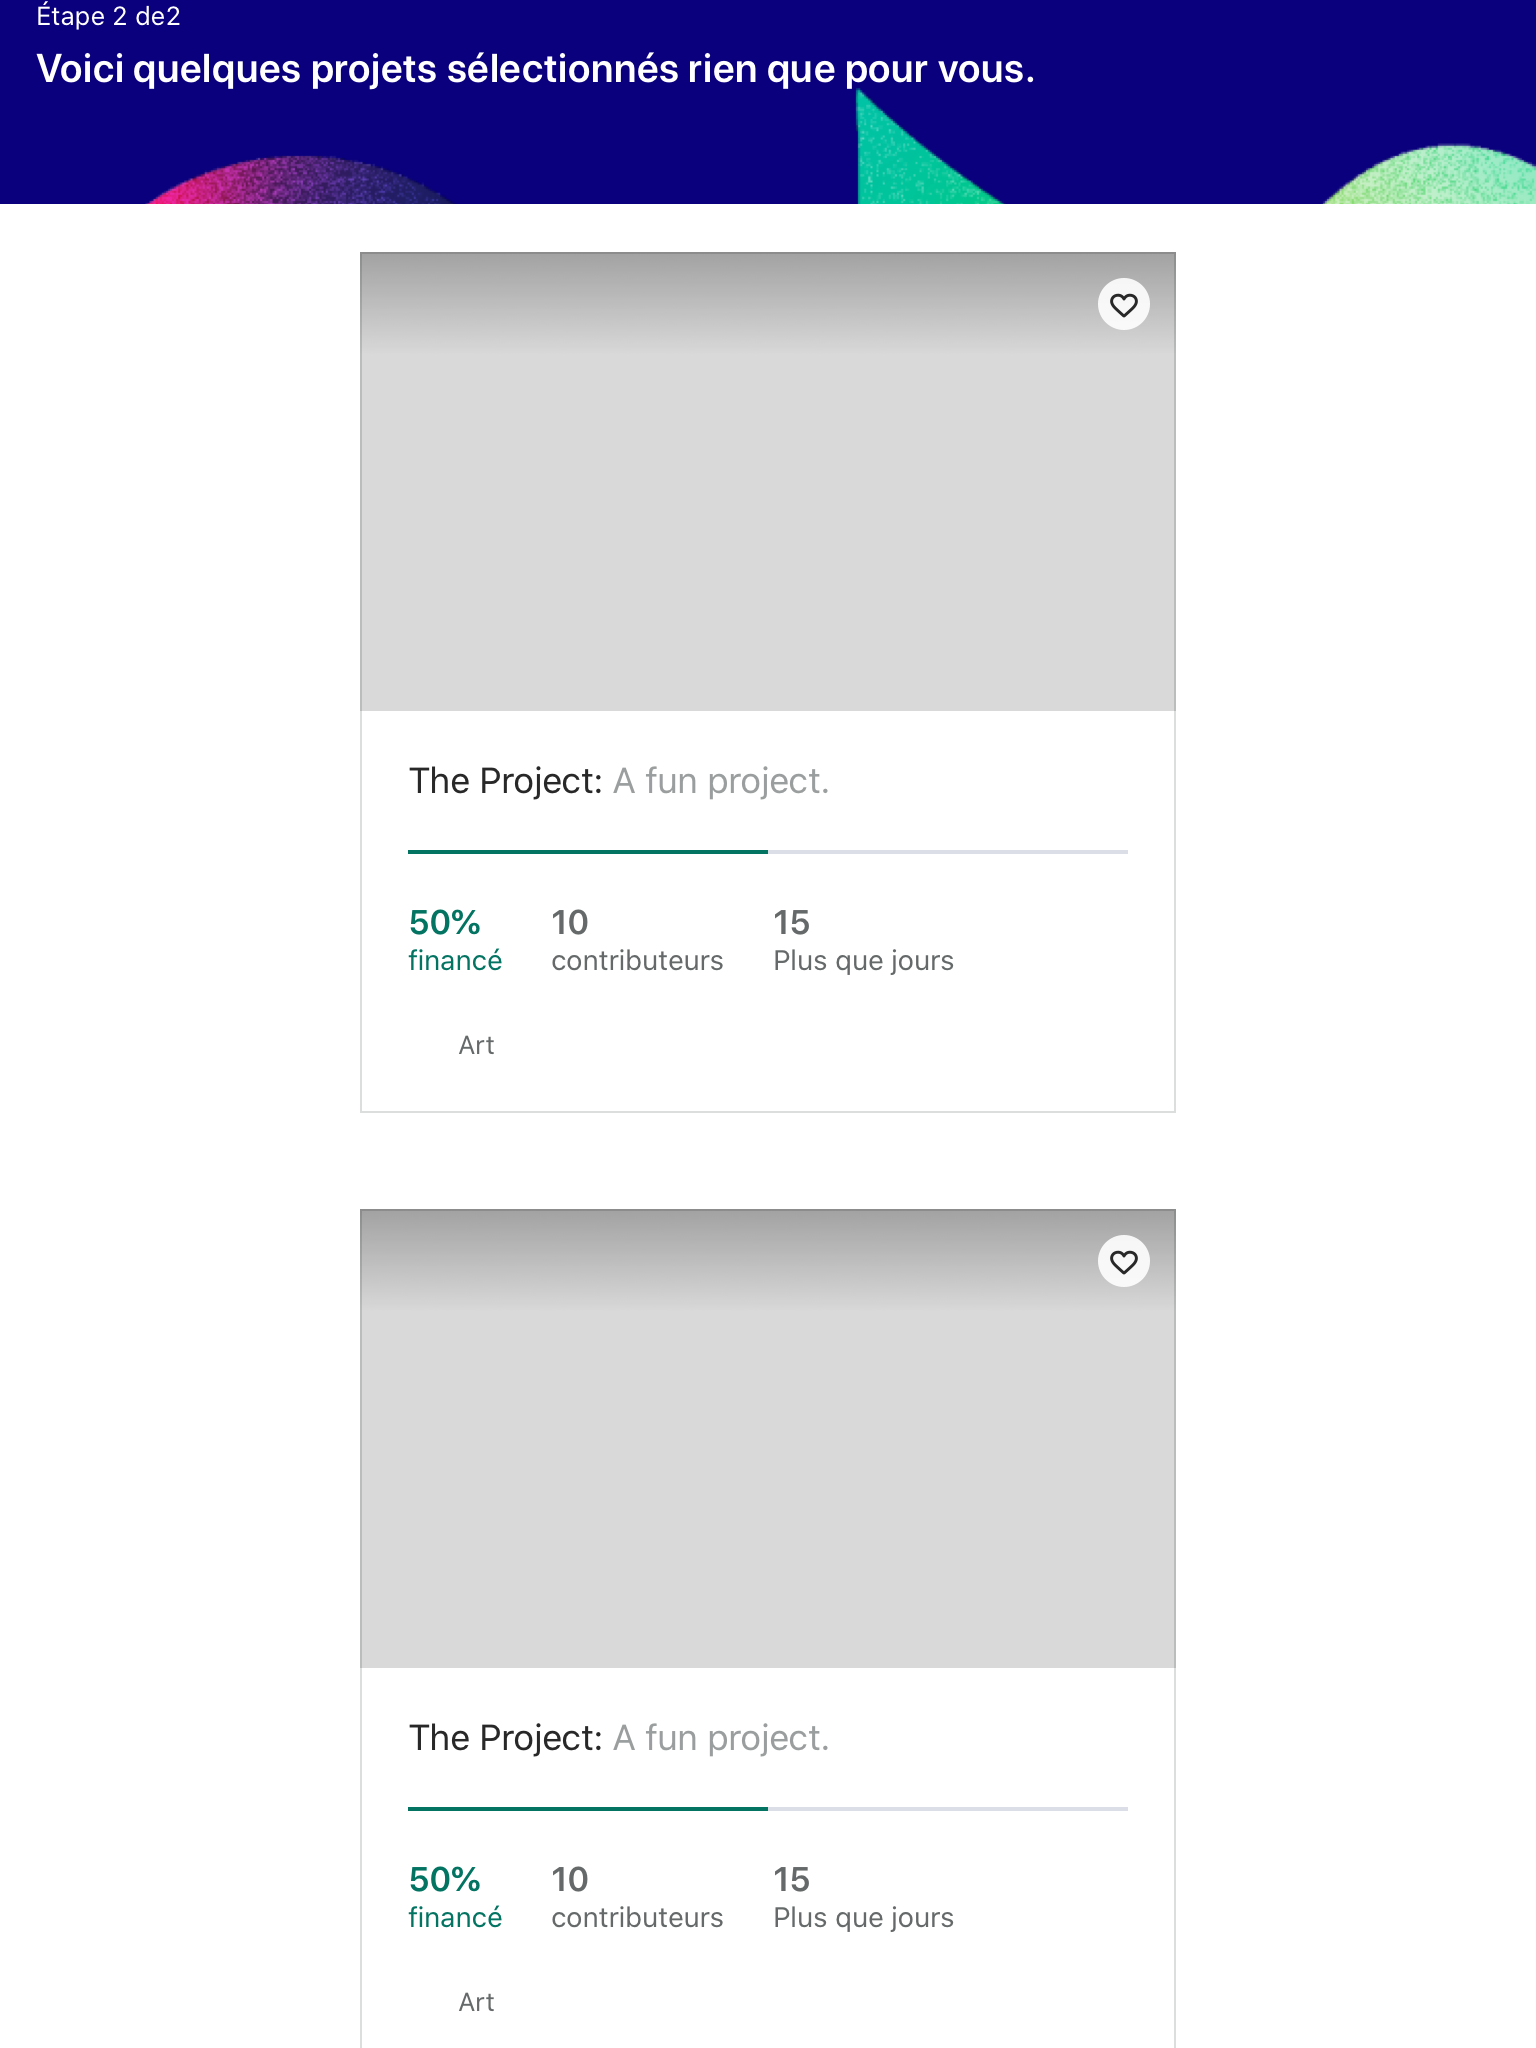 Étape 2 de2
Voici quelques projets sélectionnés rien que pour vous.
The Project: A fun project.
50% 10 15
financé contributeurs Plus que jours
Art
The Project: A fun project.
50% 10 15
financé contributeurs Plus que jours
Art